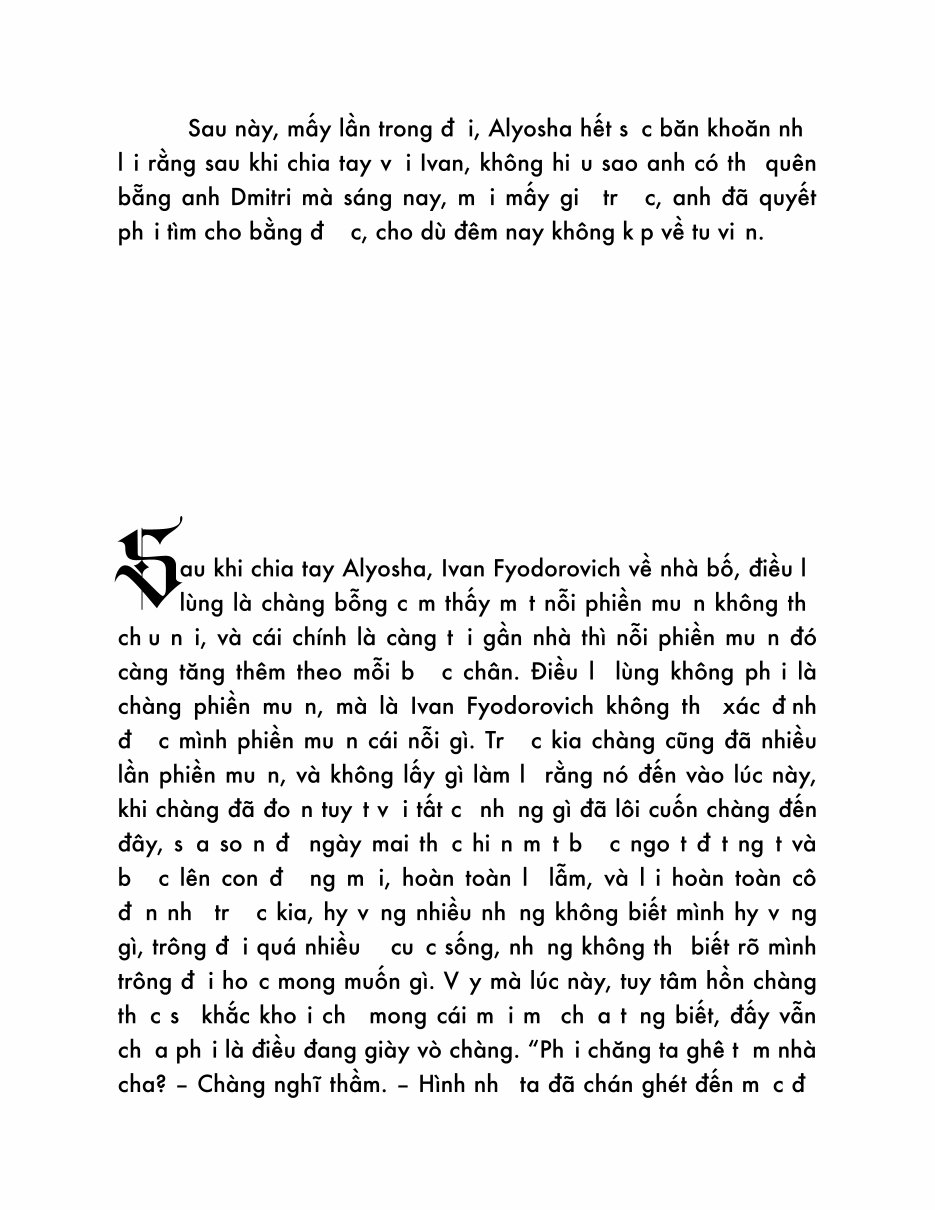 Sau này, mấy lần trong đ i, Alyosha hết s c băn khoăn nh
l i rằng sau khi chia tay v i Ivan, không hi u sao anh có th quên
bẵng anh Dmitri mà sáng nay, m i mấy gi tr c, anh đã quyết
ph i tìm cho bằng đ c, cho dù đêm nay không k p về tu vi n.
Sau khi chia tay Alyosha, Ivan Fyodorovich về nhà bố, điều l
lùng là chàng bỗng c m thấy m t nỗi phiền mu n không th
ch u n i, và cái chính là càng t i gần nhà thì nỗi phiền mu n đó
càng tăng thêm theo mỗi b c chân. Điều l lùng không ph i là
chàng phiền mu n, mà là Ivan Fyodorovich không th xác đ nh
đ c mình phiền mu n cái nỗi gì. Tr c kia chàng cũng đã nhiều
lần phiền mu n, và không lấy gì làm l rằng nó đến vào lúc này,
khi chàng đã đo n tuy t v i tất c nh ng gì đã lôi cuốn chàng đến
đây, s a so n đ ngày mai th c hi n m t b c ngo t đ t ng t và
b c lên con đ ng m i, hoàn toàn l lẫm, và l i hoàn toàn cô
đ n nh tr c kia, hy v ng nhiều nh ng không biết mình hy v ng
gì, trông đ i quá nhiều cu c sống, nh ng không th biết rõ mình
trông đ i ho c mong muốn gì. V y mà lúc này, tuy tâm hồn chàng
th c s khắc kho i ch mong cái m i m ch a t ng biết, đấy vẫn
ch a ph i là điều đang giày vò chàng. “Ph i chăng ta ghê t m nhà
cha? – Chàng nghĩ thầm. – Hình nh ta đã chán ghét đến m c đ